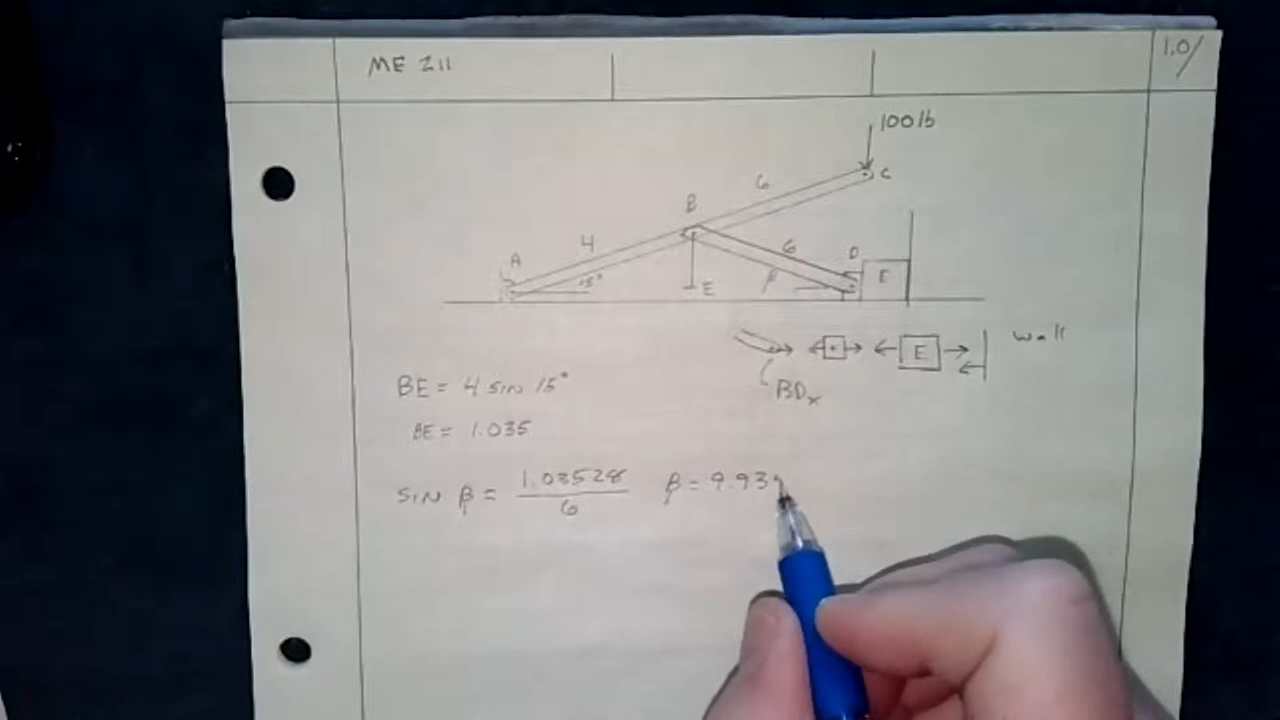 ME 211
1.0/
100 lb
6
C
B
4
6
A
D
15°
E
β
E
E
wall
BDx
BE = 4 sin 15°
BE = 1.035
sin β = 1.03528 / 6
β = 9.93